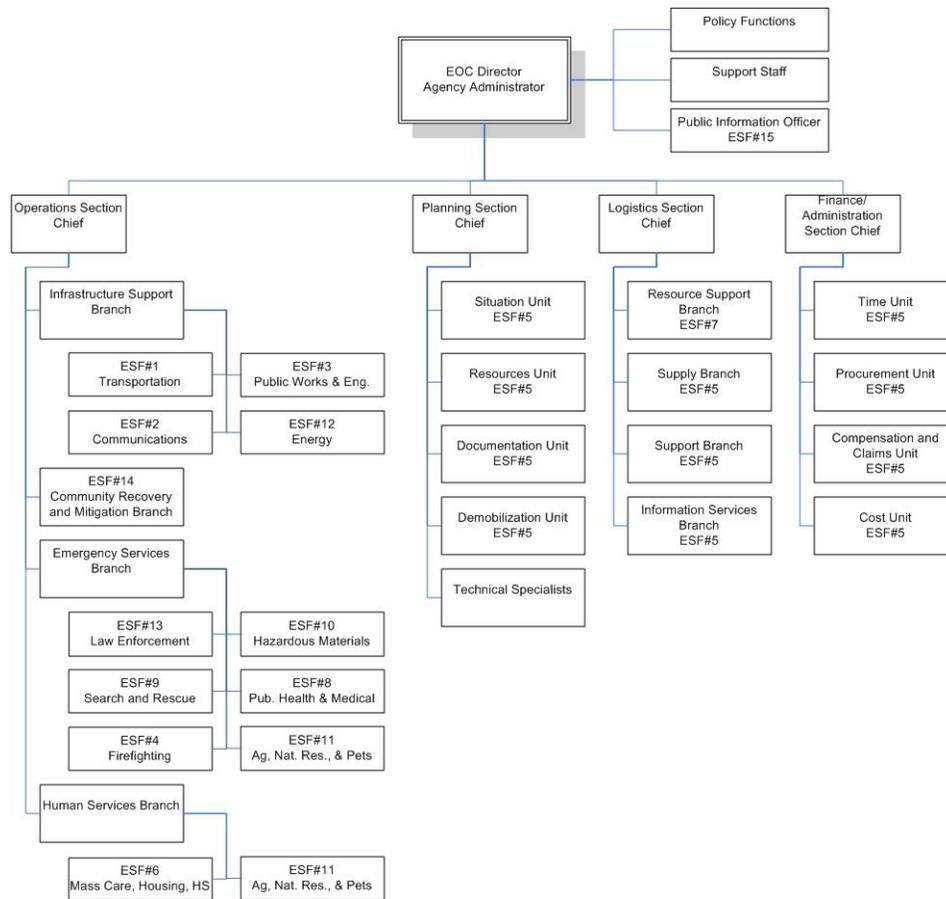 EOC Director
Agency Administrator
Policy Functions
Support Staff
Public Information Officer
ESF#15
Operations Section
Chief
Planning Section
Chief
Logistics Section
Chief
Finance/
Administration
Section Chief
Infrastructure Support
Branch
ESF#1
Transportation
ESF#3
Public Works & Eng.
ESF#2
Communications
ESF#12
Energy
ESF#14
Community Recovery
and Mitigation Branch
Emergency Services
Branch
ESF#13
Law Enforcement
ESF#10
Hazardous Materials
ESF#9
Search and Rescue
ESF#8
Pub. Health & Medical
ESF#4
Firefighting
ESF#11
Ag, Nat. Res., & Pets
Human Services Branch
ESF#6
Mass Care, Housing, HS
ESF#11
Ag, Nat. Res., & Pets
Situation Unit
ESF#5
Resources Unit
ESF#5
Documentation Unit
ESF#5
Demobilization Unit
ESF#5
Technical Specialists
Resource Support
Branch
ESF#7
Supply Branch
ESF#5
Support Branch
ESF#5
Information Services
Branch
ESF#5
Time Unit
ESF#5
Procurement Unit
ESF#5
Compensation and
Claims Unit
ESF#5
Cost Unit
ESF#5